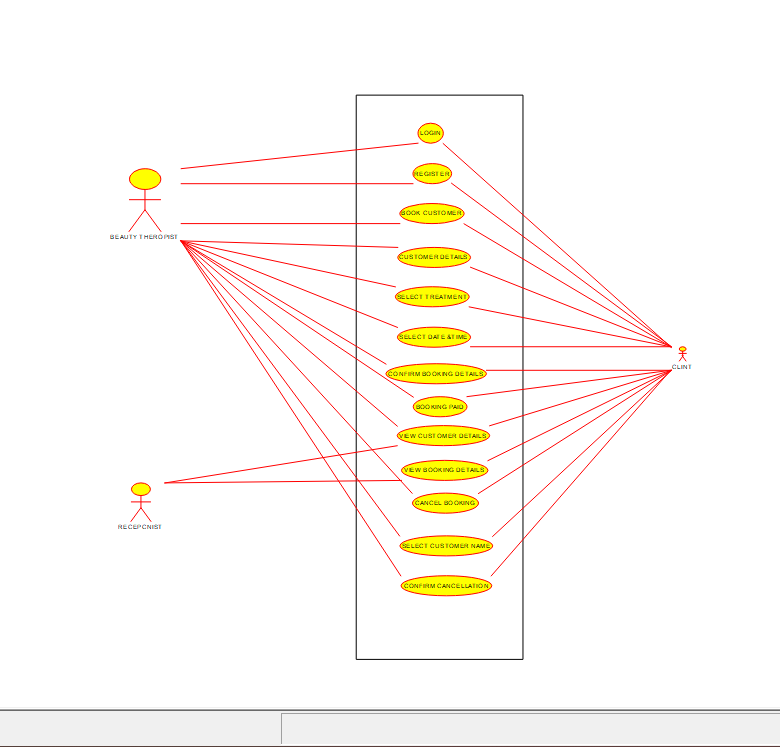 LOGIN
REGISTER
BOOK CUSTOMER
BEAUTY THEROPIST
CUSTOMER DETAILS
SELECT TREATMENT
SELECT DATE &TIME
CLINT
CONFIRM BOOKING DETAILS
BOOKING PAID
VIEW CUSTOMER DETAILS
VIEW BOOKING DETAILS
CANCEL BOOKING
RECEPCNIST
SELECT CUSTOMER NAME
CONFIRM CANCELLATION